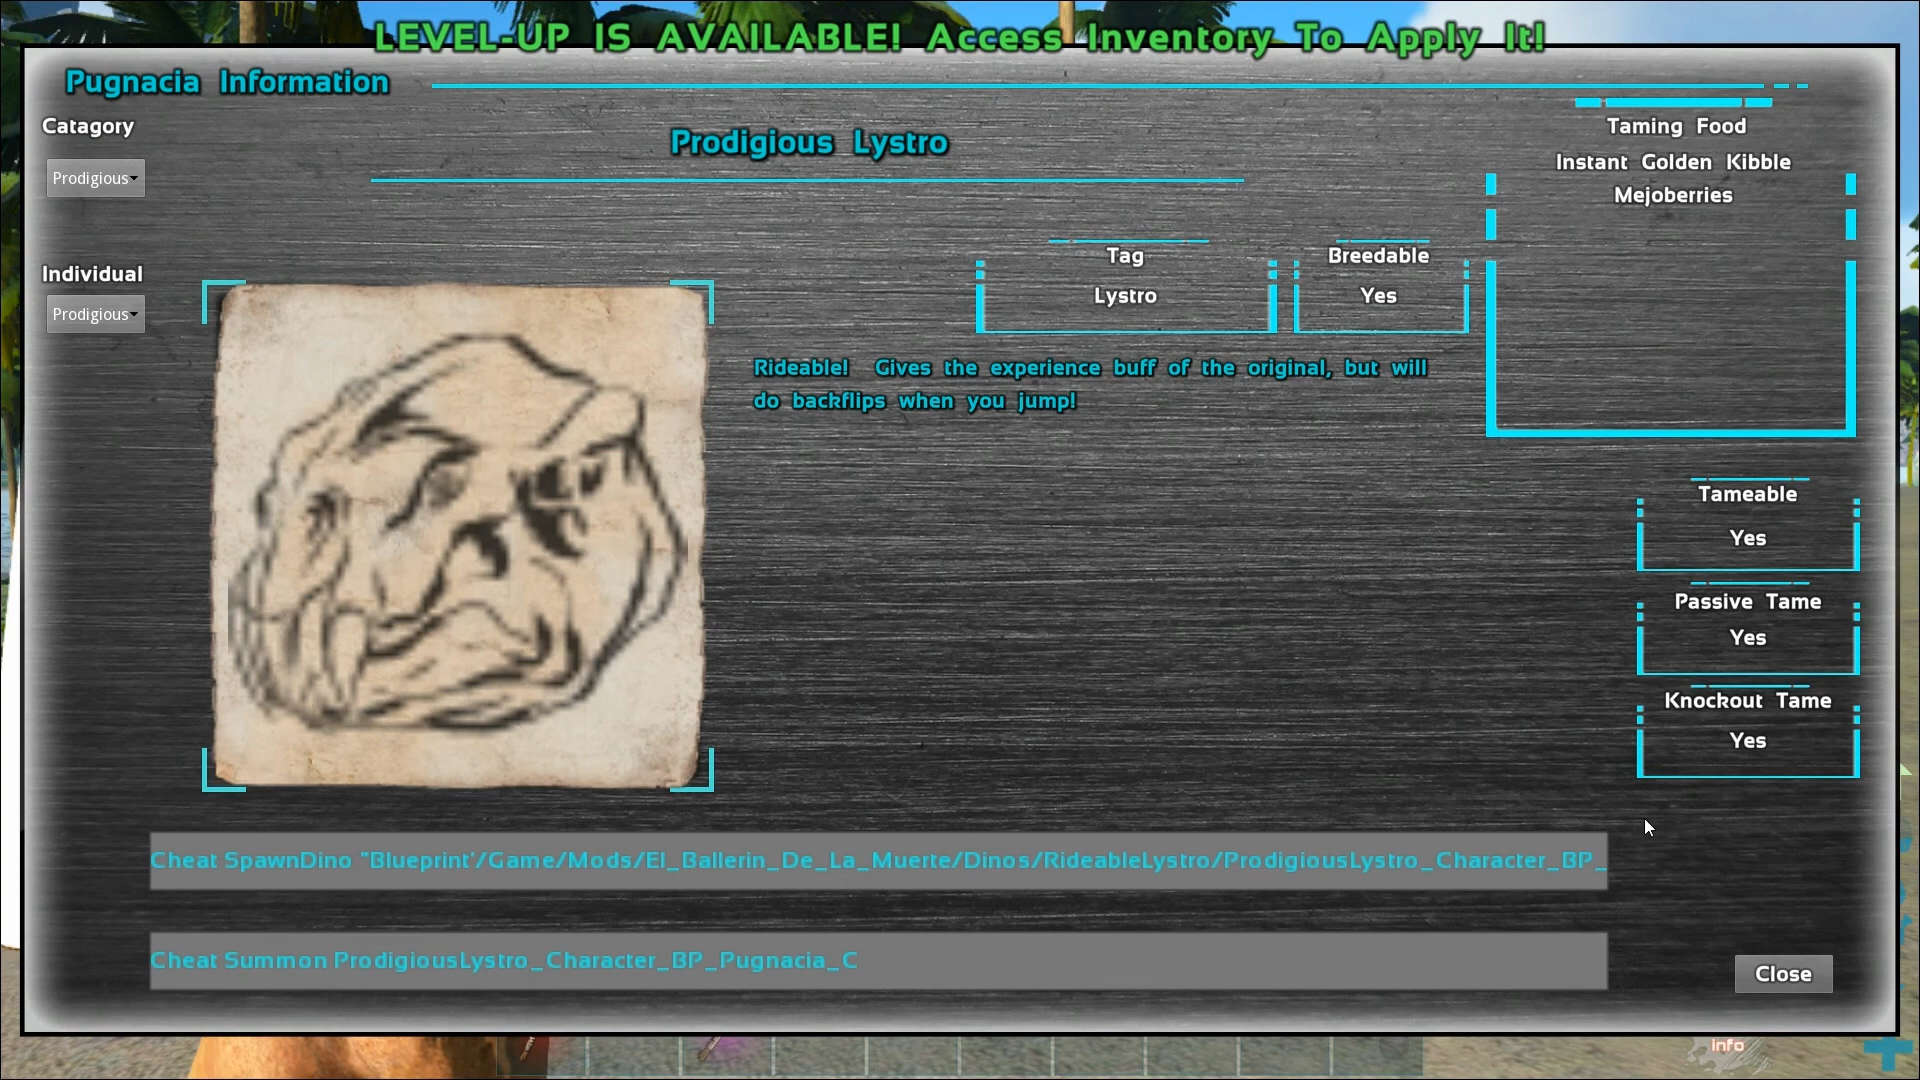 LEVEL-UP IS AVAILABLE! Access Inventory To Apply It!
Pugnacia Information
Catagory
Prodigious
Individual
Prodigious
Prodigious Lystro
Taming Food
Instant Golden Kibble
Mejoberries
Tag
Lystro
Breedable
Yes
Rideable! Gives the experience buff of the original, but will
do backflips when you jump!
Tameable
Yes
Passive Tame
Yes
Knockout Tame
Yes
Cheat SpawnDino "Blueprint'/Game/Mods/El_Ballerin_De_La_Muerte/Dinos/RideableLystro/ProdigiousLystro_Character_BP_
Cheat Summon ProdigiousLystro_Character_BP_Pugnacia_C
Close
info